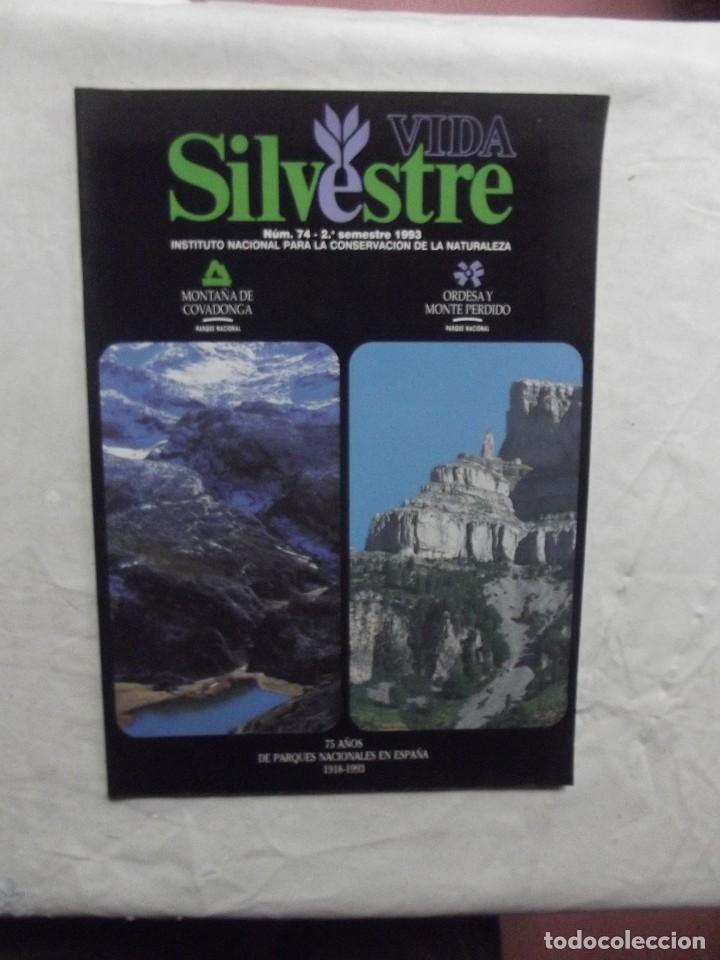 VIDA
Silvestre
Núm. 74 - 2.° semestre 1993
INSTITUTO NACIONAL PARA LA CONSERVACION DE LA NATURALEZA
MONTAÑA DE
COVADONGA
PARQUE NACIONAL
ORDESA Y
MONTE PERDIDO
PARQUE NACIONAL
75 AÑOS
DE PARQUES NACIONALES EN ESPAÑA
1918-1993
todocoleccion